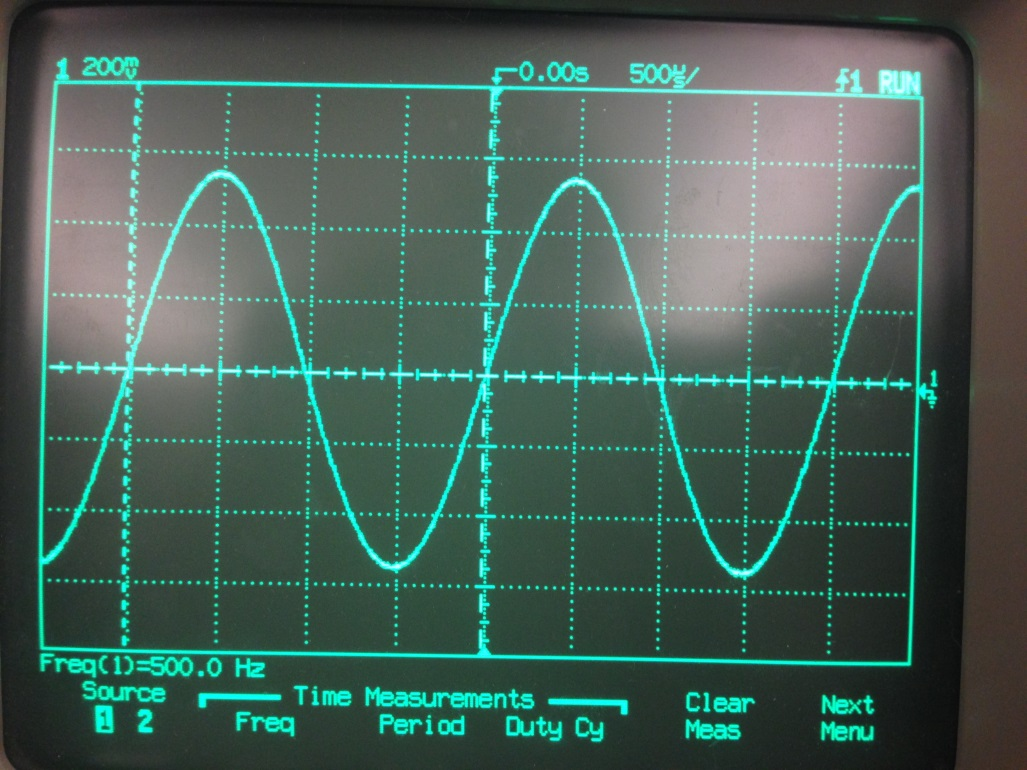 1 200mV 0.00s 500µs/ 1 RUN
1
Freq(1)=500.0 Hz
Source Time Measurements Clear Next
1 2 Freq Period Duty Cy Meas Menu